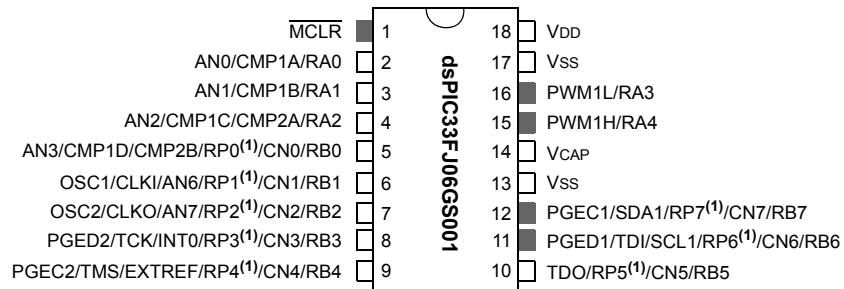 MCLR 1 18 VDD
AN0/CMP1A/RA0 2 17 VSS
AN1/CMP1B/RA1 3 16 PWM1L/RA3
AN2/CMP1C/CMP2A/RA2 4 15 PWM1H/RA4
AN3/CMP1D/CMP2B/RP0(1)/CN0/RB0 5 14 VCAP
OSC1/CLKI/AN6/RP1(1)/CN1/RB1 6 13 VSS
OSC2/CLKO/AN7/RP2(1)/CN2/RB2 7 12 PGEC1/SDA1/RP7(1)/CN7/RB7
PGED2/TCK/INT0/RP3(1)/CN3/RB3 8 11 PGED1/TDI/SCL1/RP6(1)/CN6/RB6
PGEC2/TMS/EXTREF/RP4(1)/CN4/RB4 9 10 TDO/RP5(1)/CN5/RB5
dsPIC33FJ06GS001